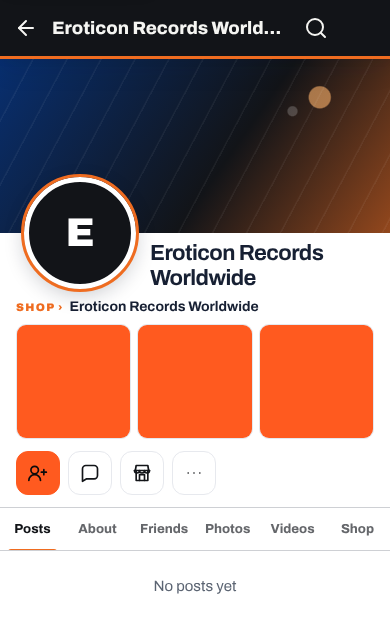 Eroticon Records World...
E
Eroticon Records
Worldwide
SHOP › Eroticon Records Worldwide
Posts About Friends Photos Videos Shop
No posts yet